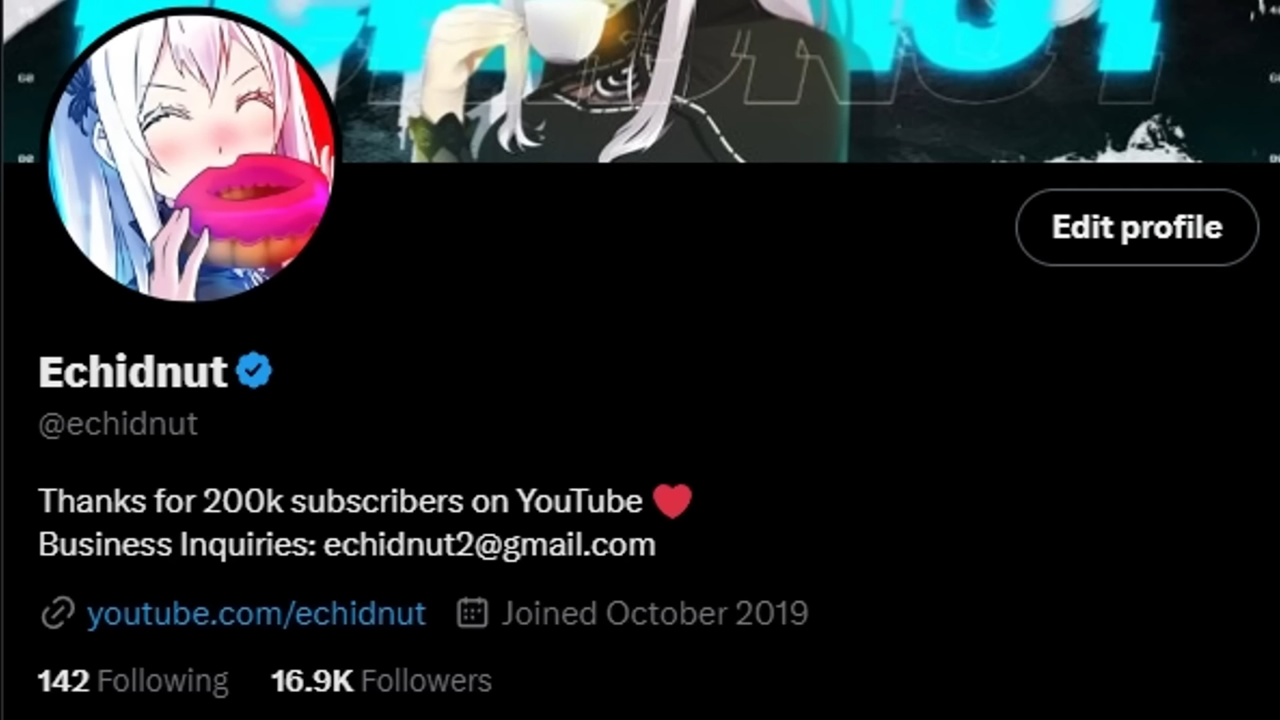 Edit profile
Echidnut
@echidnut
Thanks for 200k subscribers on YouTube ❤️
Business Inquiries: echidnut2@gmail.com
youtube.com/echidnut Joined October 2019
142 Following 16.9K Followers